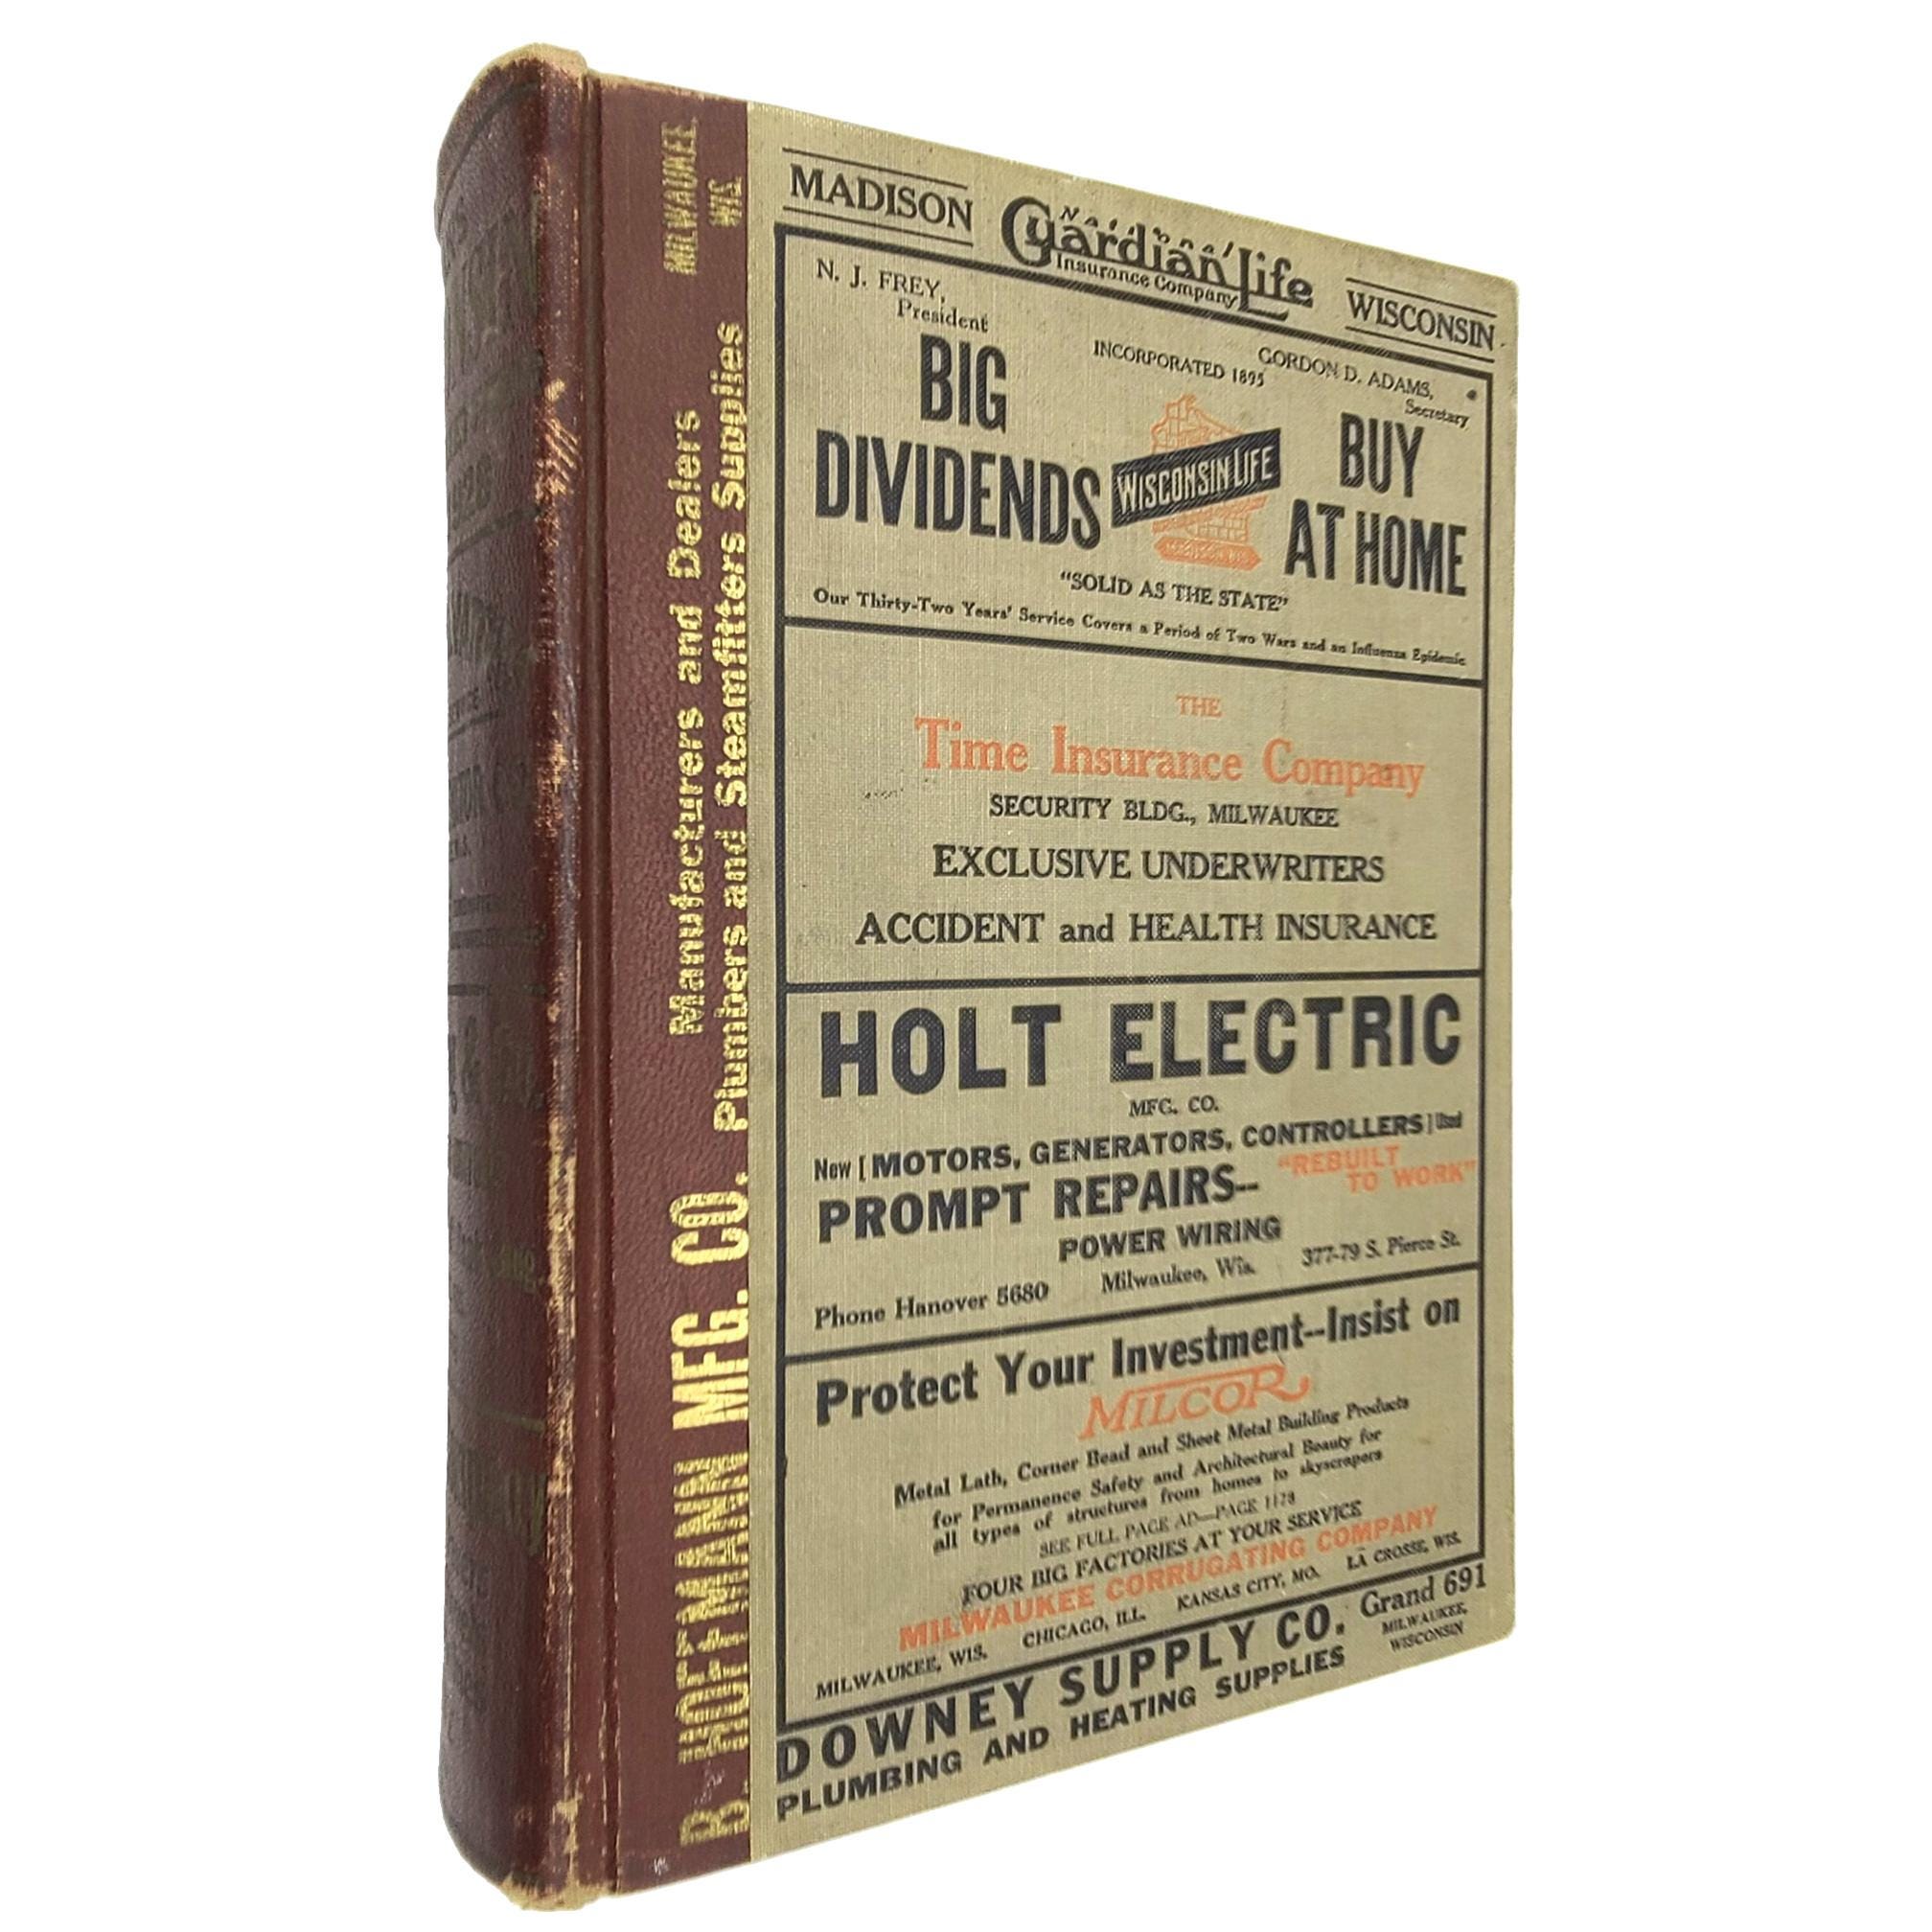 MILWAUKEE,
WIS.
Manufacturers and Dealers
Plumbers and Steamfitters Supplies
B. HOFFMANN MFG. CO.
MADISON
National
Guardian Life
Insurance Company
WISCONSIN
N. J. FREY,
President
INCORPORATED 1895
GORDON D. ADAMS,
Secretary
BIG
DIVIDENDS
WISCONSIN LIFE
BUY
AT HOME
"SOLID AS THE STATE"
Our Thirty-Two Years' Service Covers a Period of Two Wars and an Influenza Epidemic
THE
Time Insurance Company
SECURITY BLDG., MILWAUKEE
EXCLUSIVE UNDERWRITERS
ACCIDENT and HEALTH INSURANCE
HOLT ELECTRIC
MFG. CO.
New [ MOTORS, GENERATORS, CONTROLLERS ] Used
PROMPT REPAIRS--
"REBUILT
TO WORK"
POWER WIRING
Phone Hanover 5680 Milwaukee, Wis. 377-79 S. Pierce St.
Protect Your Investment--Insist on
MILCOR
Metal Lath, Corner Bead and Sheet Metal Building Products
for Permanence Safety and Architectural Beauty for
all types of structures from homes to skyscrapers
SEE FULL PAGE AD—PAGE 1178
FOUR BIG FACTORIES AT YOUR SERVICE
MILWAUKEE CORRUGATING COMPANY
MILWAUKEE, WIS. CHICAGO, ILL. KANSAS CITY, MO. LA CROSSE, WIS.
DOWNEY SUPPLY CO. Grand 691
PLUMBING AND HEATING SUPPLIES
MILWAUKEE,
WISCONSIN